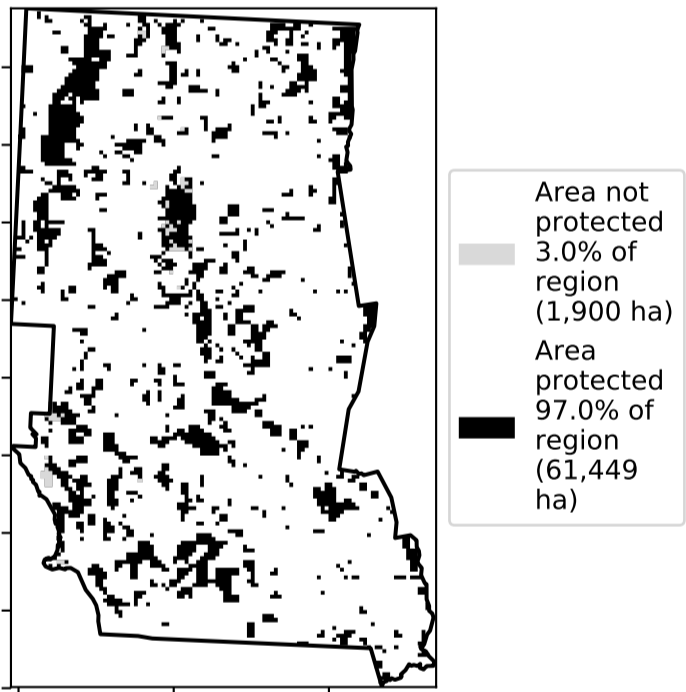 Area not
protected
3.0% of
region
(1,900 ha)
Area
protected
97.0% of
region
(61,449
ha)